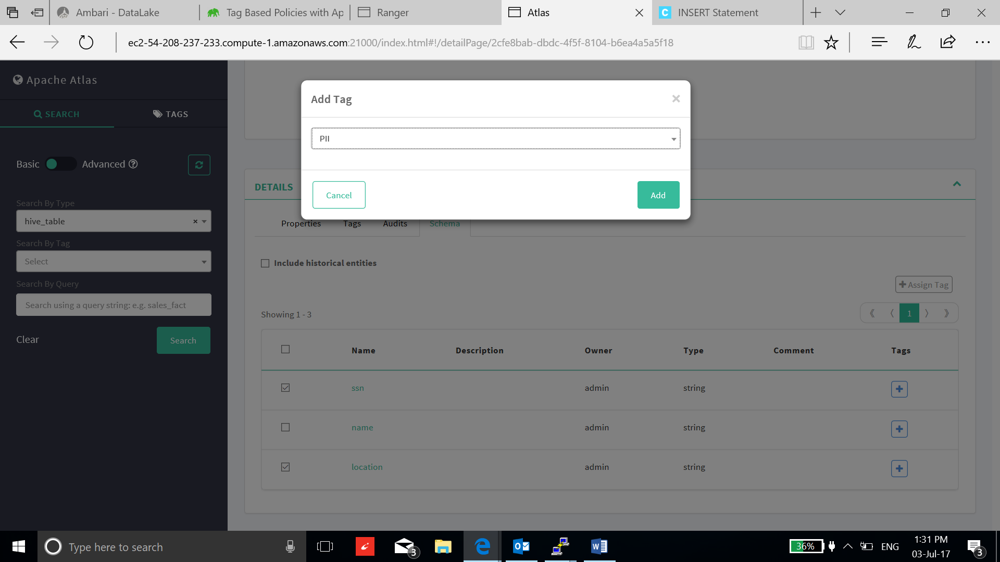 Ambari - DataLake
Tag Based Policies with Ap
Ranger
Atlas
INSERT Statement
ec2-54-208-237-233.compute-1.amazonaws.com:21000/index.html#!/detailPage/2cfe8bab-dbdc-4f5f-8104-b6ea4a5a5f18
Apache Atlas
SEARCH
TAGS
Basic
Advanced
Search By Type
hive_table
Search By Tag
Select
Search By Query
Search using a query string: e.g. sales_fact
Clear
Search
Add Tag
PII
Cancel
Add
DETAILS
Properties
Tags
Audits
Schema
Include historical entities
Assign Tag
Showing 1 - 3
1
Name Description Owner Type Comment Tags
ssn admin string
name admin string
location admin string
Type here to search
3
36%
ENG
1:31 PM
03-Jul-17
3